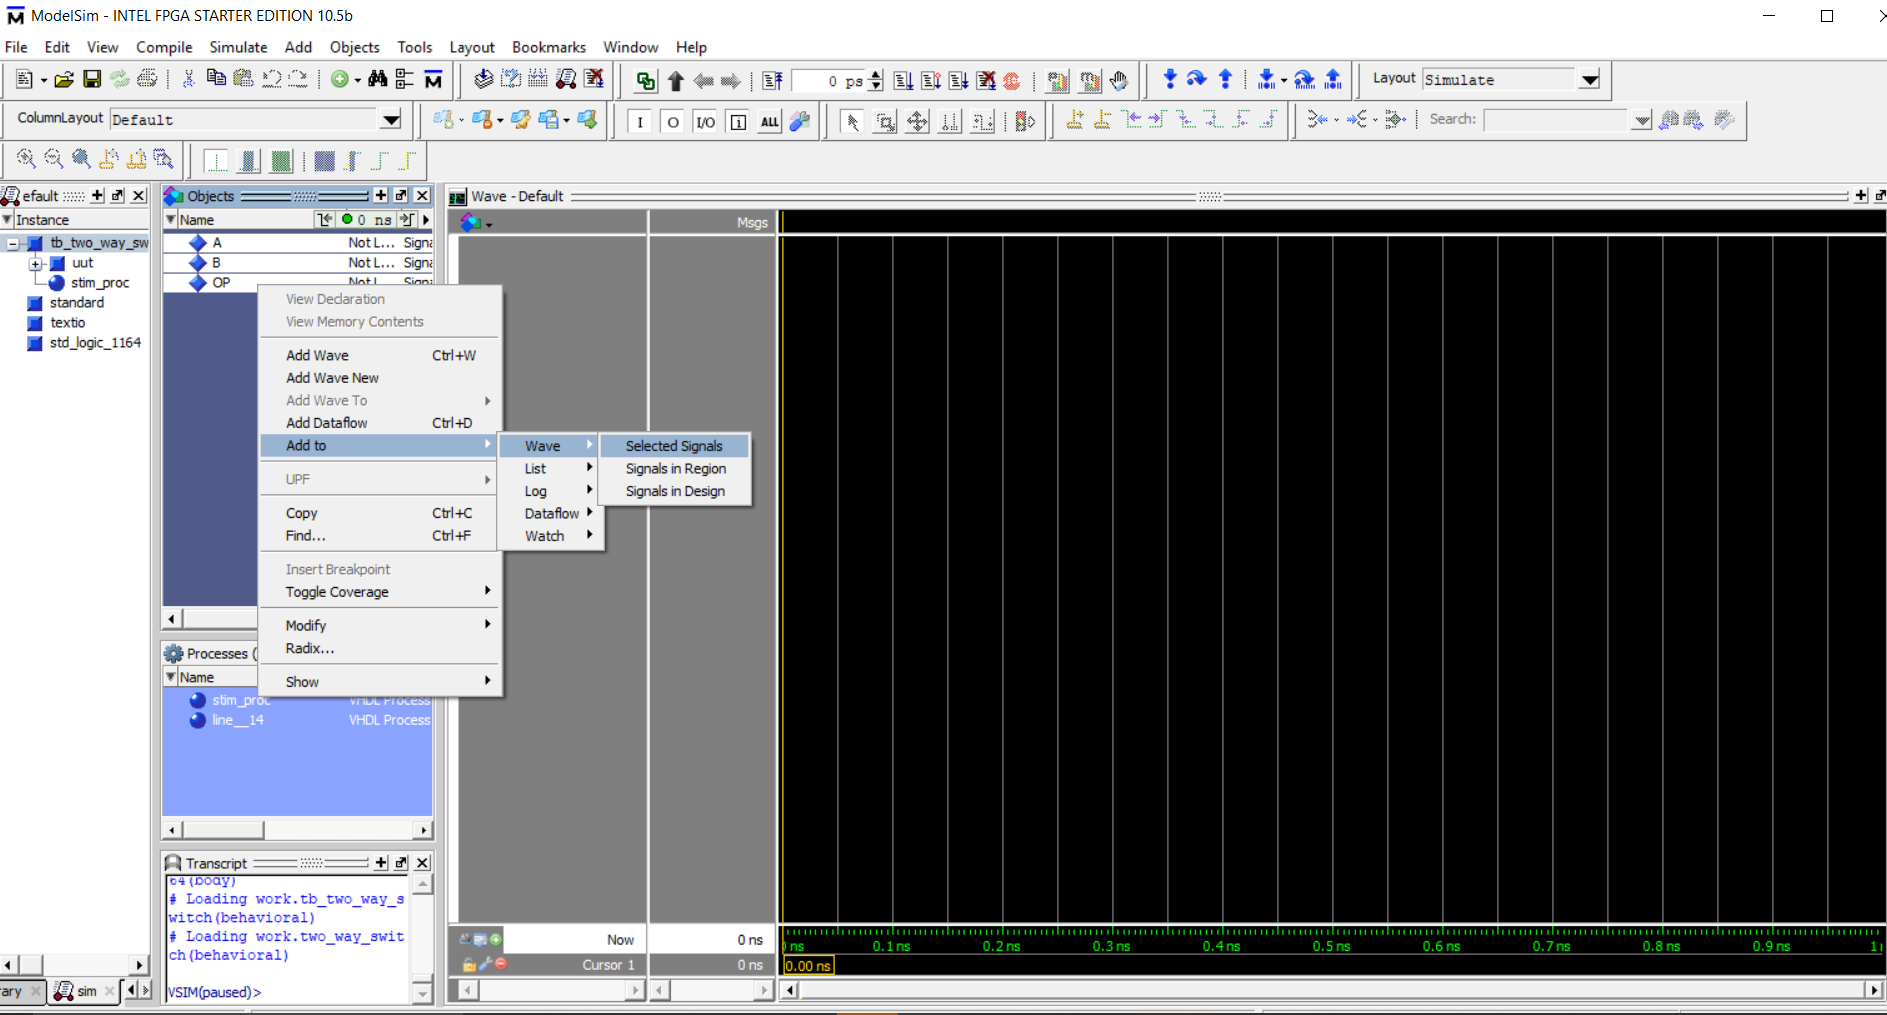 ModelSim - INTEL FPGA STARTER EDITION 10.5b
File Edit View Compile Simulate Add Objects Tools Layout Bookmarks Window Help
0 ps
Layout Simulate
ColumnLayout Default
I O I/O ALL
Search:
efault
Objects
Wave - Default
Instance
Name
0 ns
Msgs
tb_two_way_sw
uut
stim_proc
standard
textio
std_logic_1164
A Not L... Signa
B Not L... Signa
OP Not L... Signa
View Declaration
View Memory Contents
Add Wave Ctrl+W
Add Wave New
Add Wave To
Add Dataflow Ctrl+D
Add to
UPF
Copy Ctrl+C
Find... Ctrl+F
Insert Breakpoint
Toggle Coverage
Modify
Radix...
Show
Wave
List
Log
Dataflow
Watch
Selected Signals
Signals in Region
Signals in Design
Processes (
Name
stim_proc VHDL Process
line__14 VHDL Process
Transcript
64(body)
# Loading work.tb_two_way_s
witch(behavioral)
# Loading work.two_way_swit
ch(behavioral)
VSIM(paused)>
ary
sim
Now 0 ns
Cursor 1 0 ns
ns 0.1 ns 0.2 ns 0.3 ns 0.4 ns 0.5 ns 0.6 ns 0.7 ns 0.8 ns 0.9 ns 1
0.00 ns